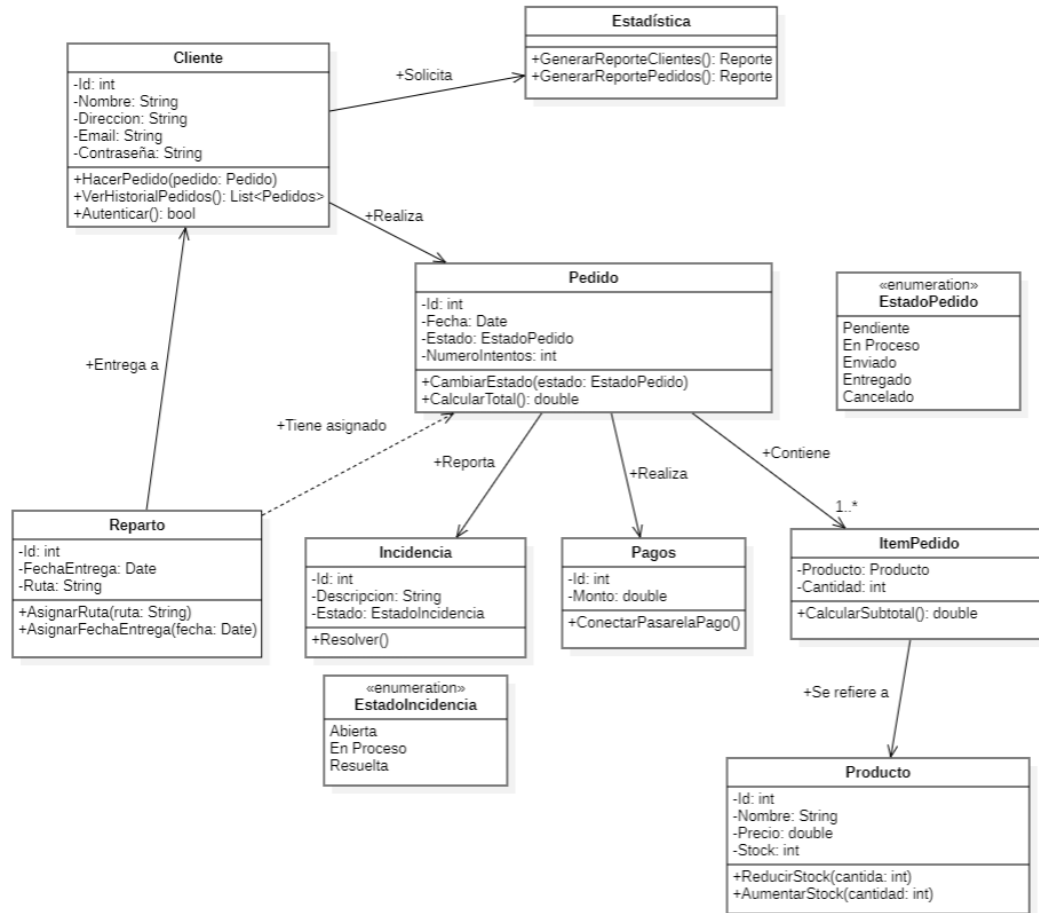 Estadística
+GenerarReporteClientes(): Reporte
+GenerarReportePedidos(): Reporte
Cliente
-Id: int
-Nombre: String
-Direccion: String
-Email: String
-Contraseña: String
+HacerPedido(pedido: Pedido)
+VerHistorialPedidos(): List<Pedidos>
+Autenticar(): bool
+Solicita
+Realiza
Pedido
-Id: int
-Fecha: Date
-Estado: EstadoPedido
-NumeroIntentos: int
+CambiarEstado(estado: EstadoPedido)
+CalcularTotal(): double
«enumeration»
EstadoPedido
Pendiente
En Proceso
Enviado
Entregado
Cancelado
+Entrega a
+Tiene asignado
+Reporta
+Realiza
+Contiene
1..*
Reparto
-Id: int
-FechaEntrega: Date
-Ruta: String
+AsignarRuta(ruta: String)
+AsignarFechaEntrega(fecha: Date)
Incidencia
-Id: int
-Descripcion: String
-Estado: EstadoIncidencia
+Resolver()
Pagos
-Id: int
-Monto: double
+ConectarPasarelaPago()
ItemPedido
-Producto: Producto
-Cantidad: int
+CalcularSubtotal(): double
«enumeration»
EstadoIncidencia
Abierta
En Proceso
Resuelta
+Se refiere a
Producto
-Id: int
-Nombre: String
-Precio: double
-Stock: int
+ReducirStock(cantida: int)
+AumentarStock(cantidad: int)